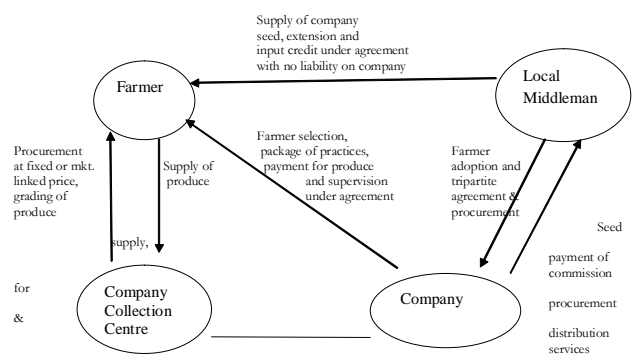 Supply of company
seed, extension and
input credit under agreement
with no liability on company
Farmer
Local
Middleman
Procurement
at fixed or mkt.
linked price,
grading of
produce
Supply of
produce
Farmer selection,
package of practices,
payment for produce
and supervision
under agreement
Farmer
adoption and
tripartite
agreement &
procurement
supply,
Seed
payment of
commission
for
procurement
&
distribution
services
Company
Collection
Centre
Company